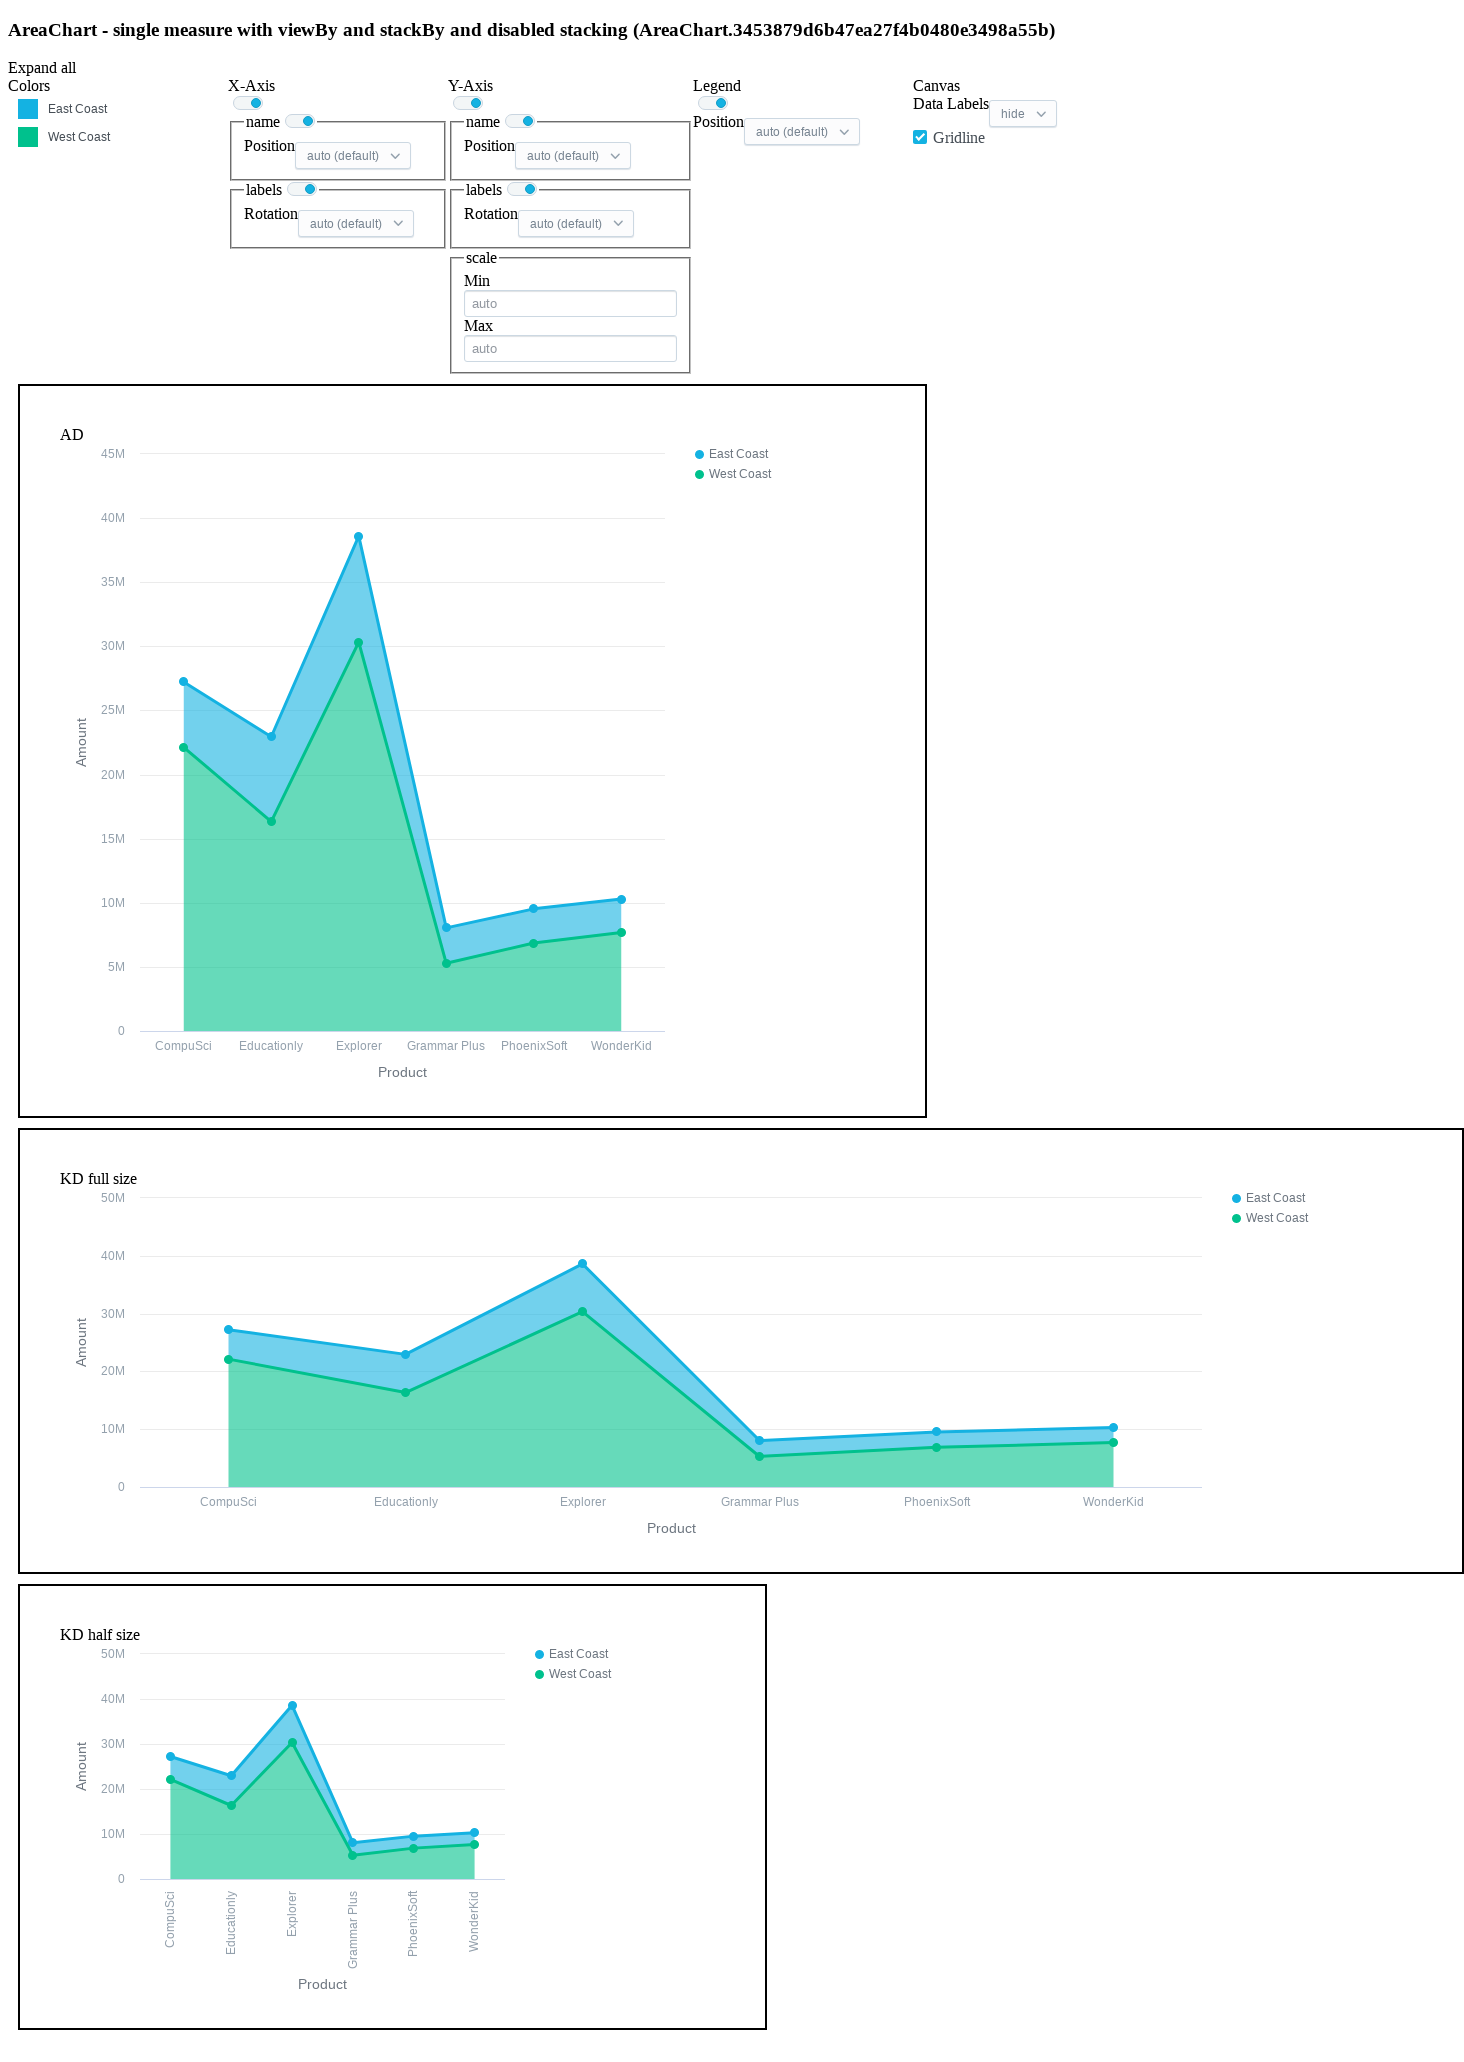 AreaChart - single measure with viewBy and stackBy and disabled stacking (AreaChart.3453879d6b47ea27f4b0480e3498a55b)
Expand all
Colors
East Coast
West Coast
X-Axis
name
Position auto (default)
labels
Rotation auto (default)
Y-Axis
name
Position auto (default)
labels
Rotation auto (default)
scale
Min
auto
Max
auto
Legend
Position auto (default)
Canvas
Data Labels hide
Gridline
AD
45M
40M
35M
30M
25M
20M
15M
10M
5M
0
Amount
CompuSci Educationly Explorer Grammar Plus PhoenixSoft WonderKid
Product
East Coast
West Coast
KD full size
50M
40M
30M
20M
10M
0
Amount
CompuSci Educationly Explorer Grammar Plus PhoenixSoft WonderKid
Product
East Coast
West Coast
KD half size
50M
40M
30M
20M
10M
0
Amount
CompuSci
Educationly
Explorer
Grammar Plus
PhoenixSoft
WonderKid
Product
East Coast
West Coast